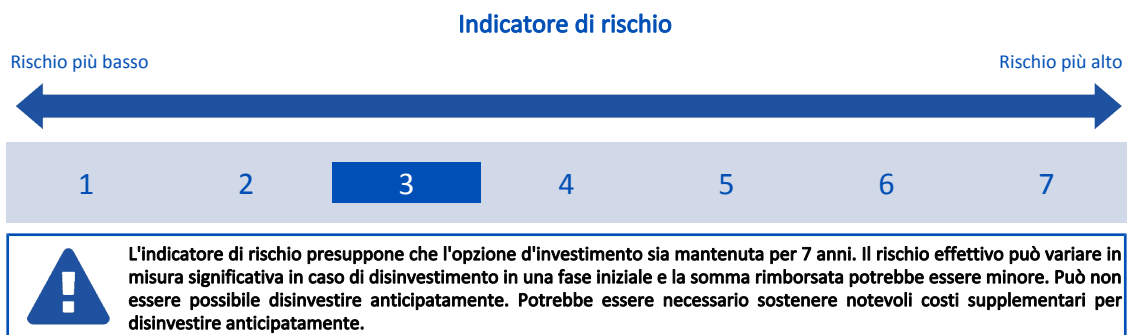 Indicatore di rischio
Rischio più basso
Rischio più alto
1 2 3 4 5 6 7
L'indicatore di rischio presuppone che l'opzione d'investimento sia mantenuta per 7 anni. Il rischio effettivo può variare in
misura significativa in caso di disinvestimento in una fase iniziale e la somma rimborsata potrebbe essere minore. Può non
essere possibile disinvestire anticipatamente. Potrebbe essere necessario sostenere notevoli costi supplementari per
disinvestire anticipatamente.